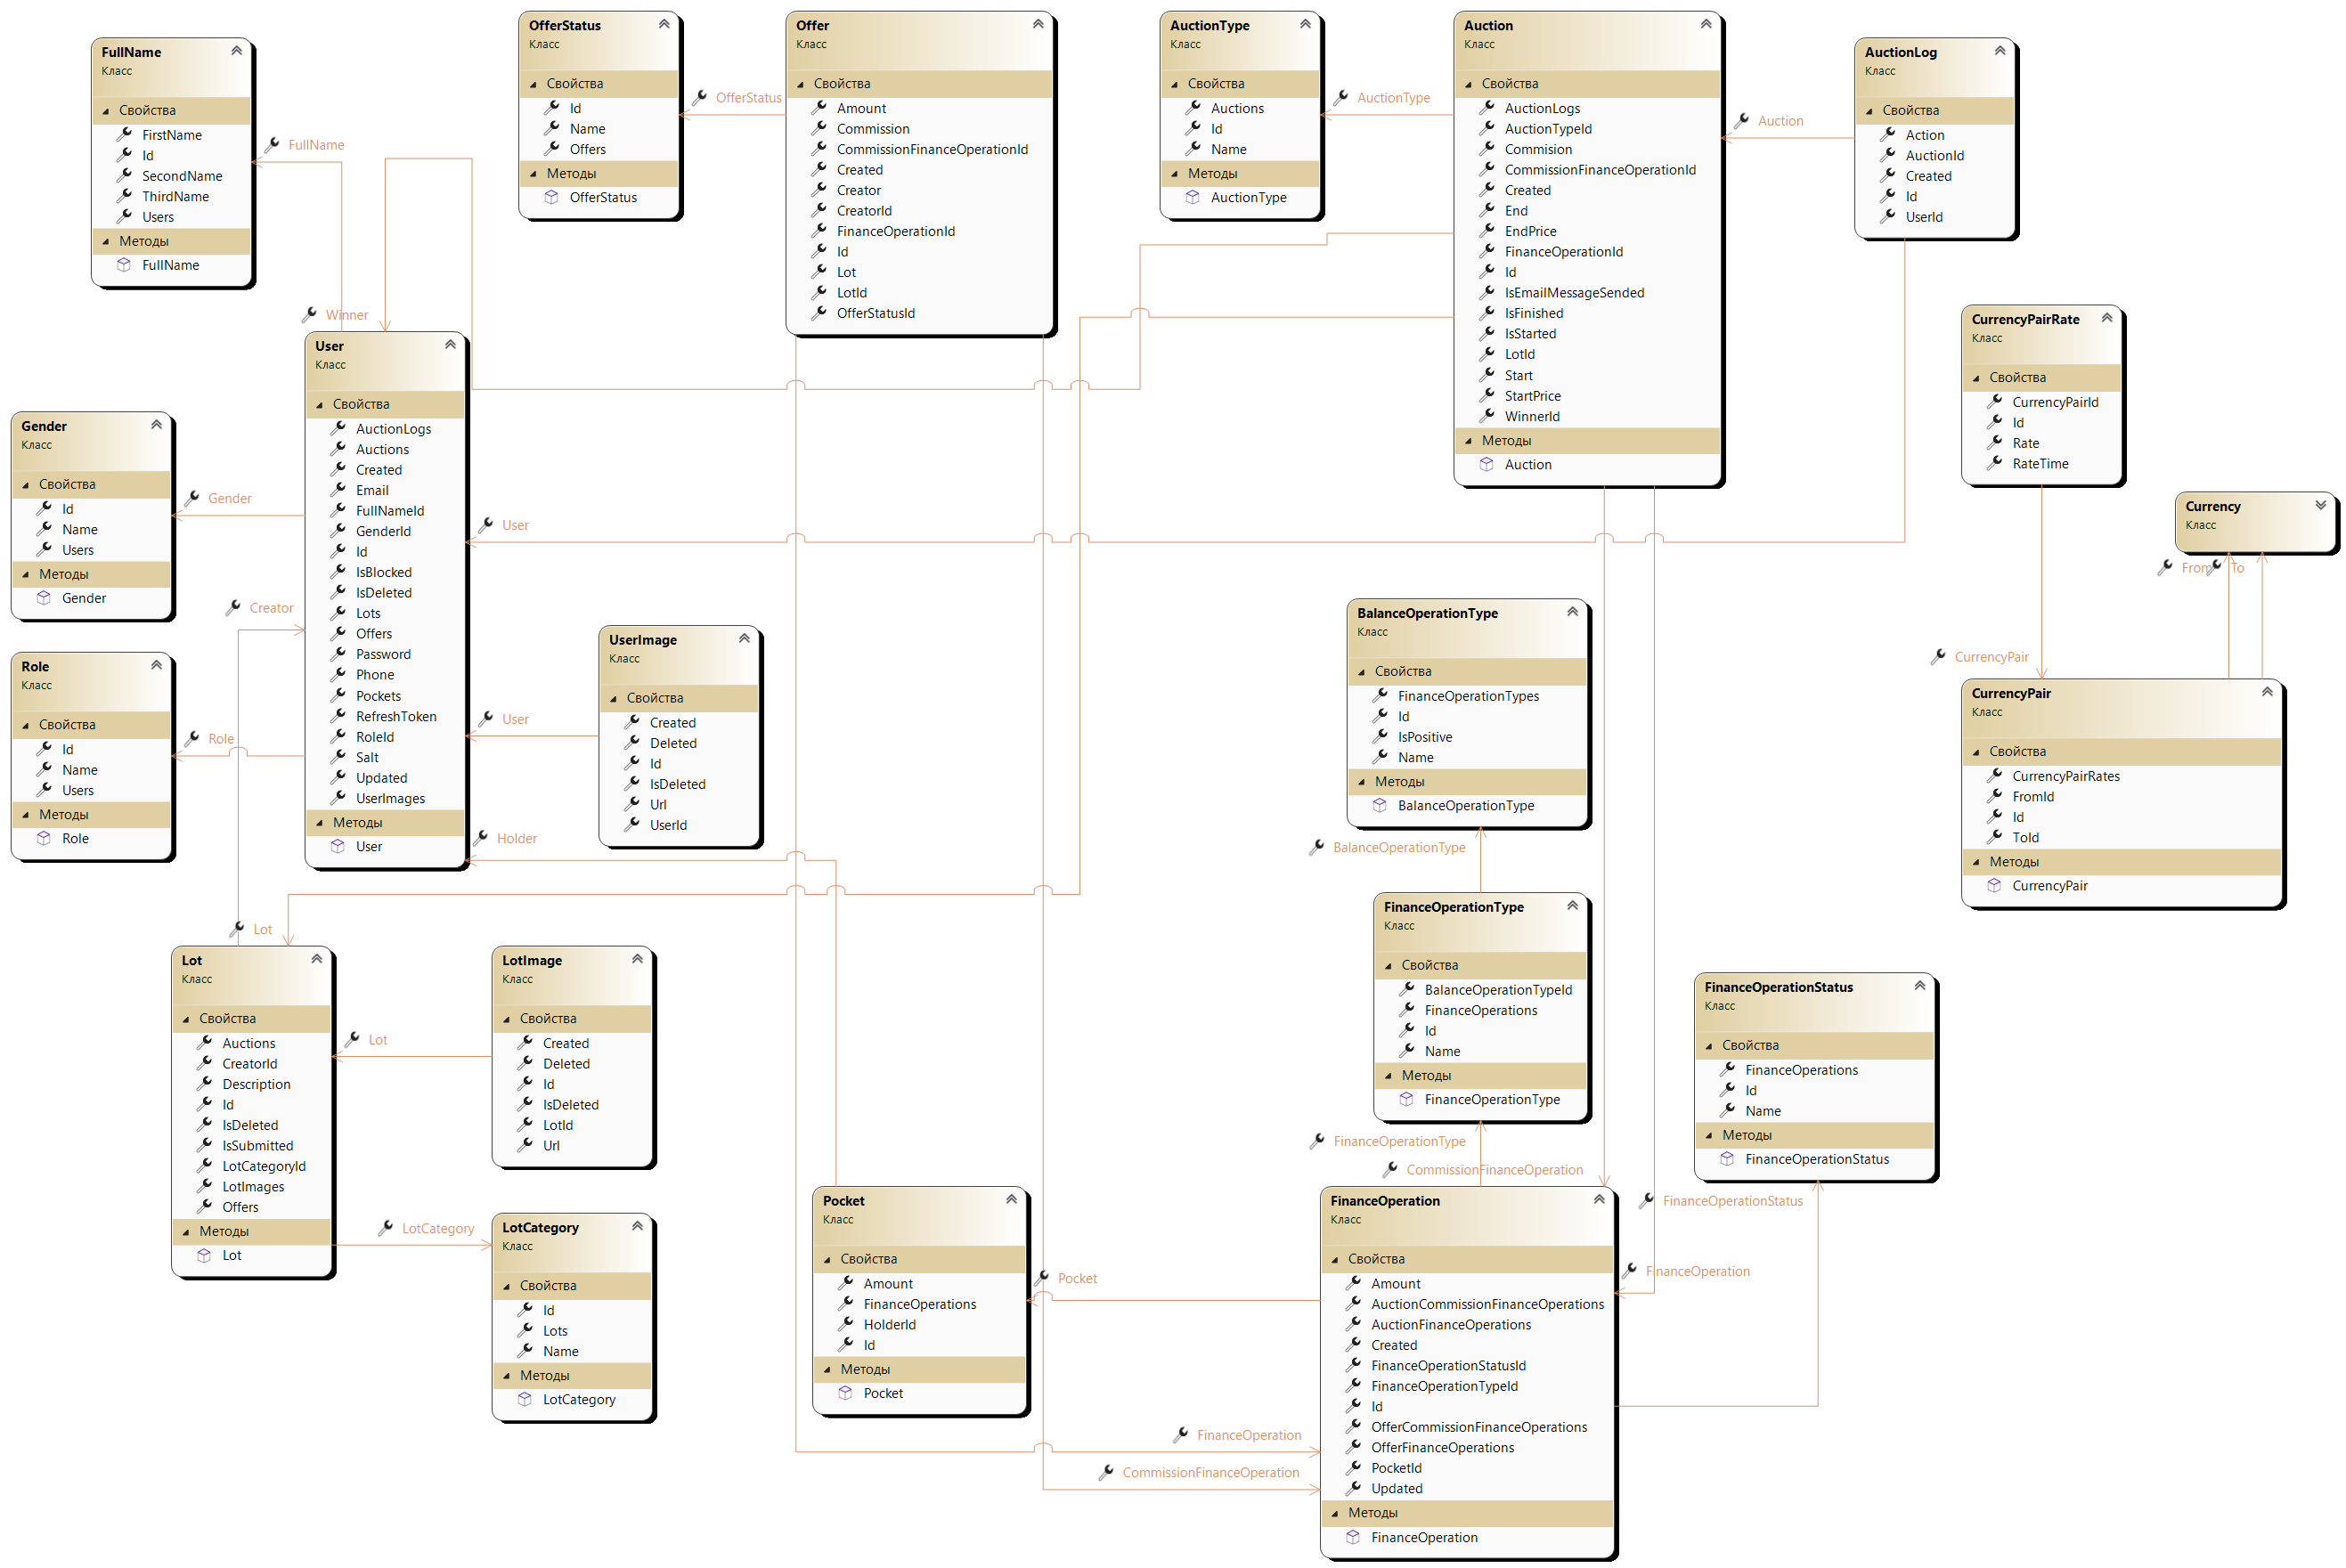 FullName
Класс
Свойства
FirstName
Id
SecondName
ThirdName
Users
Методы
FullName
OfferStatus
Класс
Свойства
Id
Name
Offers
Методы
OfferStatus
OfferStatus
Offer
Класс
Свойства
Amount
Commission
CommissionFinanceOperationId
Created
Creator
CreatorId
FinanceOperationId
Id
Lot
LotId
OfferStatusId
AuctionType
Класс
Свойства
Auctions
Id
Name
Методы
AuctionType
AuctionType
Auction
Класс
Свойства
AuctionLogs
AuctionTypeId
Commision
CommissionFinanceOperationId
Created
End
EndPrice
FinanceOperationId
Id
IsEmailMessageSended
IsFinished
IsStarted
LotId
Start
StartPrice
WinnerId
Методы
Auction
Auction
AuctionLog
Класс
Свойства
Action
AuctionId
Created
Id
UserId
FullName
Winner
User
Класс
Свойства
AuctionLogs
Auctions
Created
Email
FullNameId
GenderId
Id
IsBlocked
IsDeleted
Lots
Offers
Password
Phone
Pockets
RefreshToken
RoleId
Salt
Updated
UserImages
Методы
User
CurrencyPairRate
Класс
Свойства
CurrencyPairId
Id
Rate
RateTime
Gender
Класс
Свойства
Id
Name
Users
Методы
Gender
Gender
User
Currency
Класс
From
To
Creator
UserImage
Класс
Свойства
Created
Deleted
Id
IsDeleted
Url
UserId
User
BalanceOperationType
Класс
Свойства
FinanceOperationTypes
Id
IsPositive
Name
Методы
BalanceOperationType
CurrencyPair
CurrencyPair
Класс
Свойства
CurrencyPairRates
FromId
Id
ToId
Методы
CurrencyPair
Role
Класс
Свойства
Id
Name
Users
Методы
Role
Role
Holder
BalanceOperationType
FinanceOperationType
Класс
Свойства
BalanceOperationTypeId
FinanceOperations
Id
Name
Методы
FinanceOperationType
Lot
Lot
Класс
Свойства
Auctions
CreatorId
Description
Id
IsDeleted
IsSubmitted
LotCategoryId
LotImages
Offers
Методы
Lot
Lot
LotImage
Класс
Свойства
Created
Deleted
Id
IsDeleted
LotId
Url
FinanceOperationStatus
Класс
Свойства
FinanceOperations
Id
Name
Методы
FinanceOperationStatus
LotCategory
LotCategory
Класс
Свойства
Id
Lots
Name
Методы
LotCategory
Pocket
Класс
Свойства
Amount
FinanceOperations
HolderId
Id
Методы
Pocket
Pocket
FinanceOperationType
CommissionFinanceOperation
FinanceOperationStatus
FinanceOperation
FinanceOperation
Класс
Свойства
Amount
AuctionCommissionFinanceOperations
AuctionFinanceOperations
Created
FinanceOperationStatusId
FinanceOperationTypeId
Id
OfferCommissionFinanceOperations
OfferFinanceOperations
PocketId
Updated
Методы
FinanceOperation
FinanceOperation
CommissionFinanceOperation